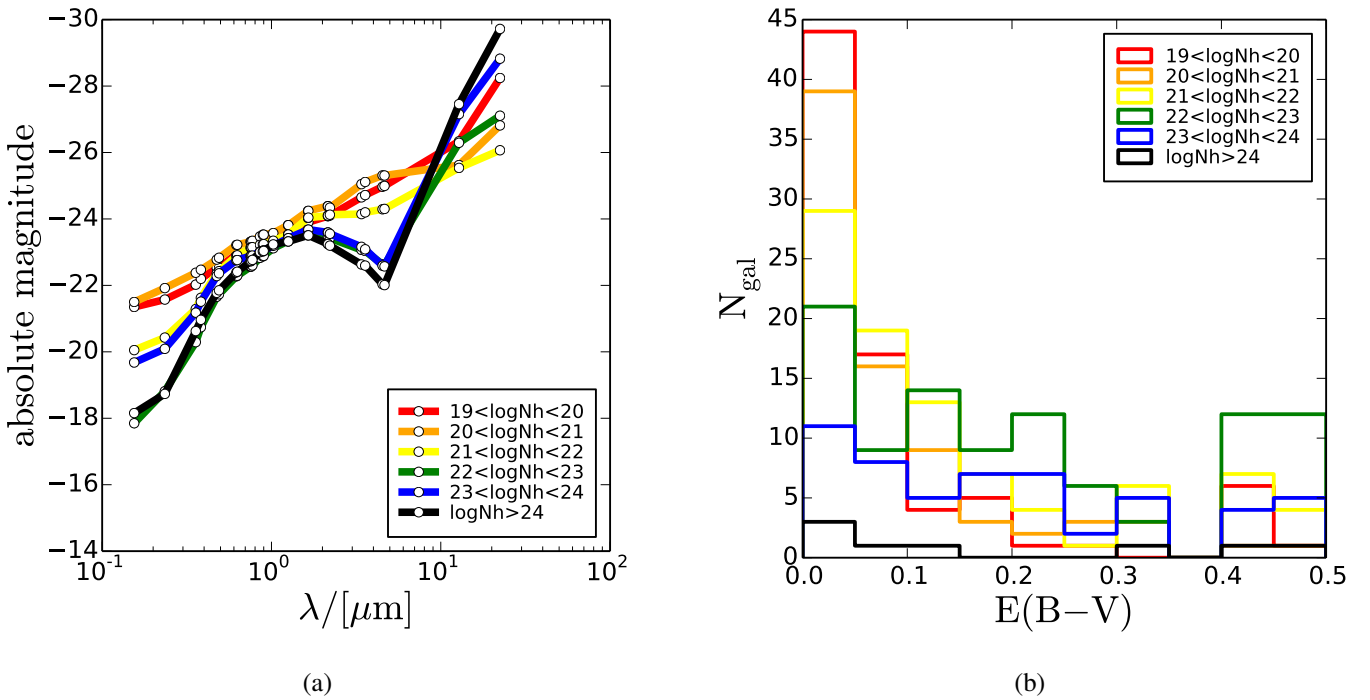 −30
−28
−26
−24
−22
−20
−18
−16
−14
absolute magnitude
10⁻¹ 10⁰ 10¹ 10²
λ/[μm]
19<logNh<20
20<logNh<21
21<logNh<22
22<logNh<23
23<logNh<24
logNh>24
(a)
45
40
35
30
25
20
15
10
5
0
N_gal
0.0 0.1 0.2 0.3 0.4 0.5
E(B−V)
19<logNh<20
20<logNh<21
21<logNh<22
22<logNh<23
23<logNh<24
logNh>24
(b)